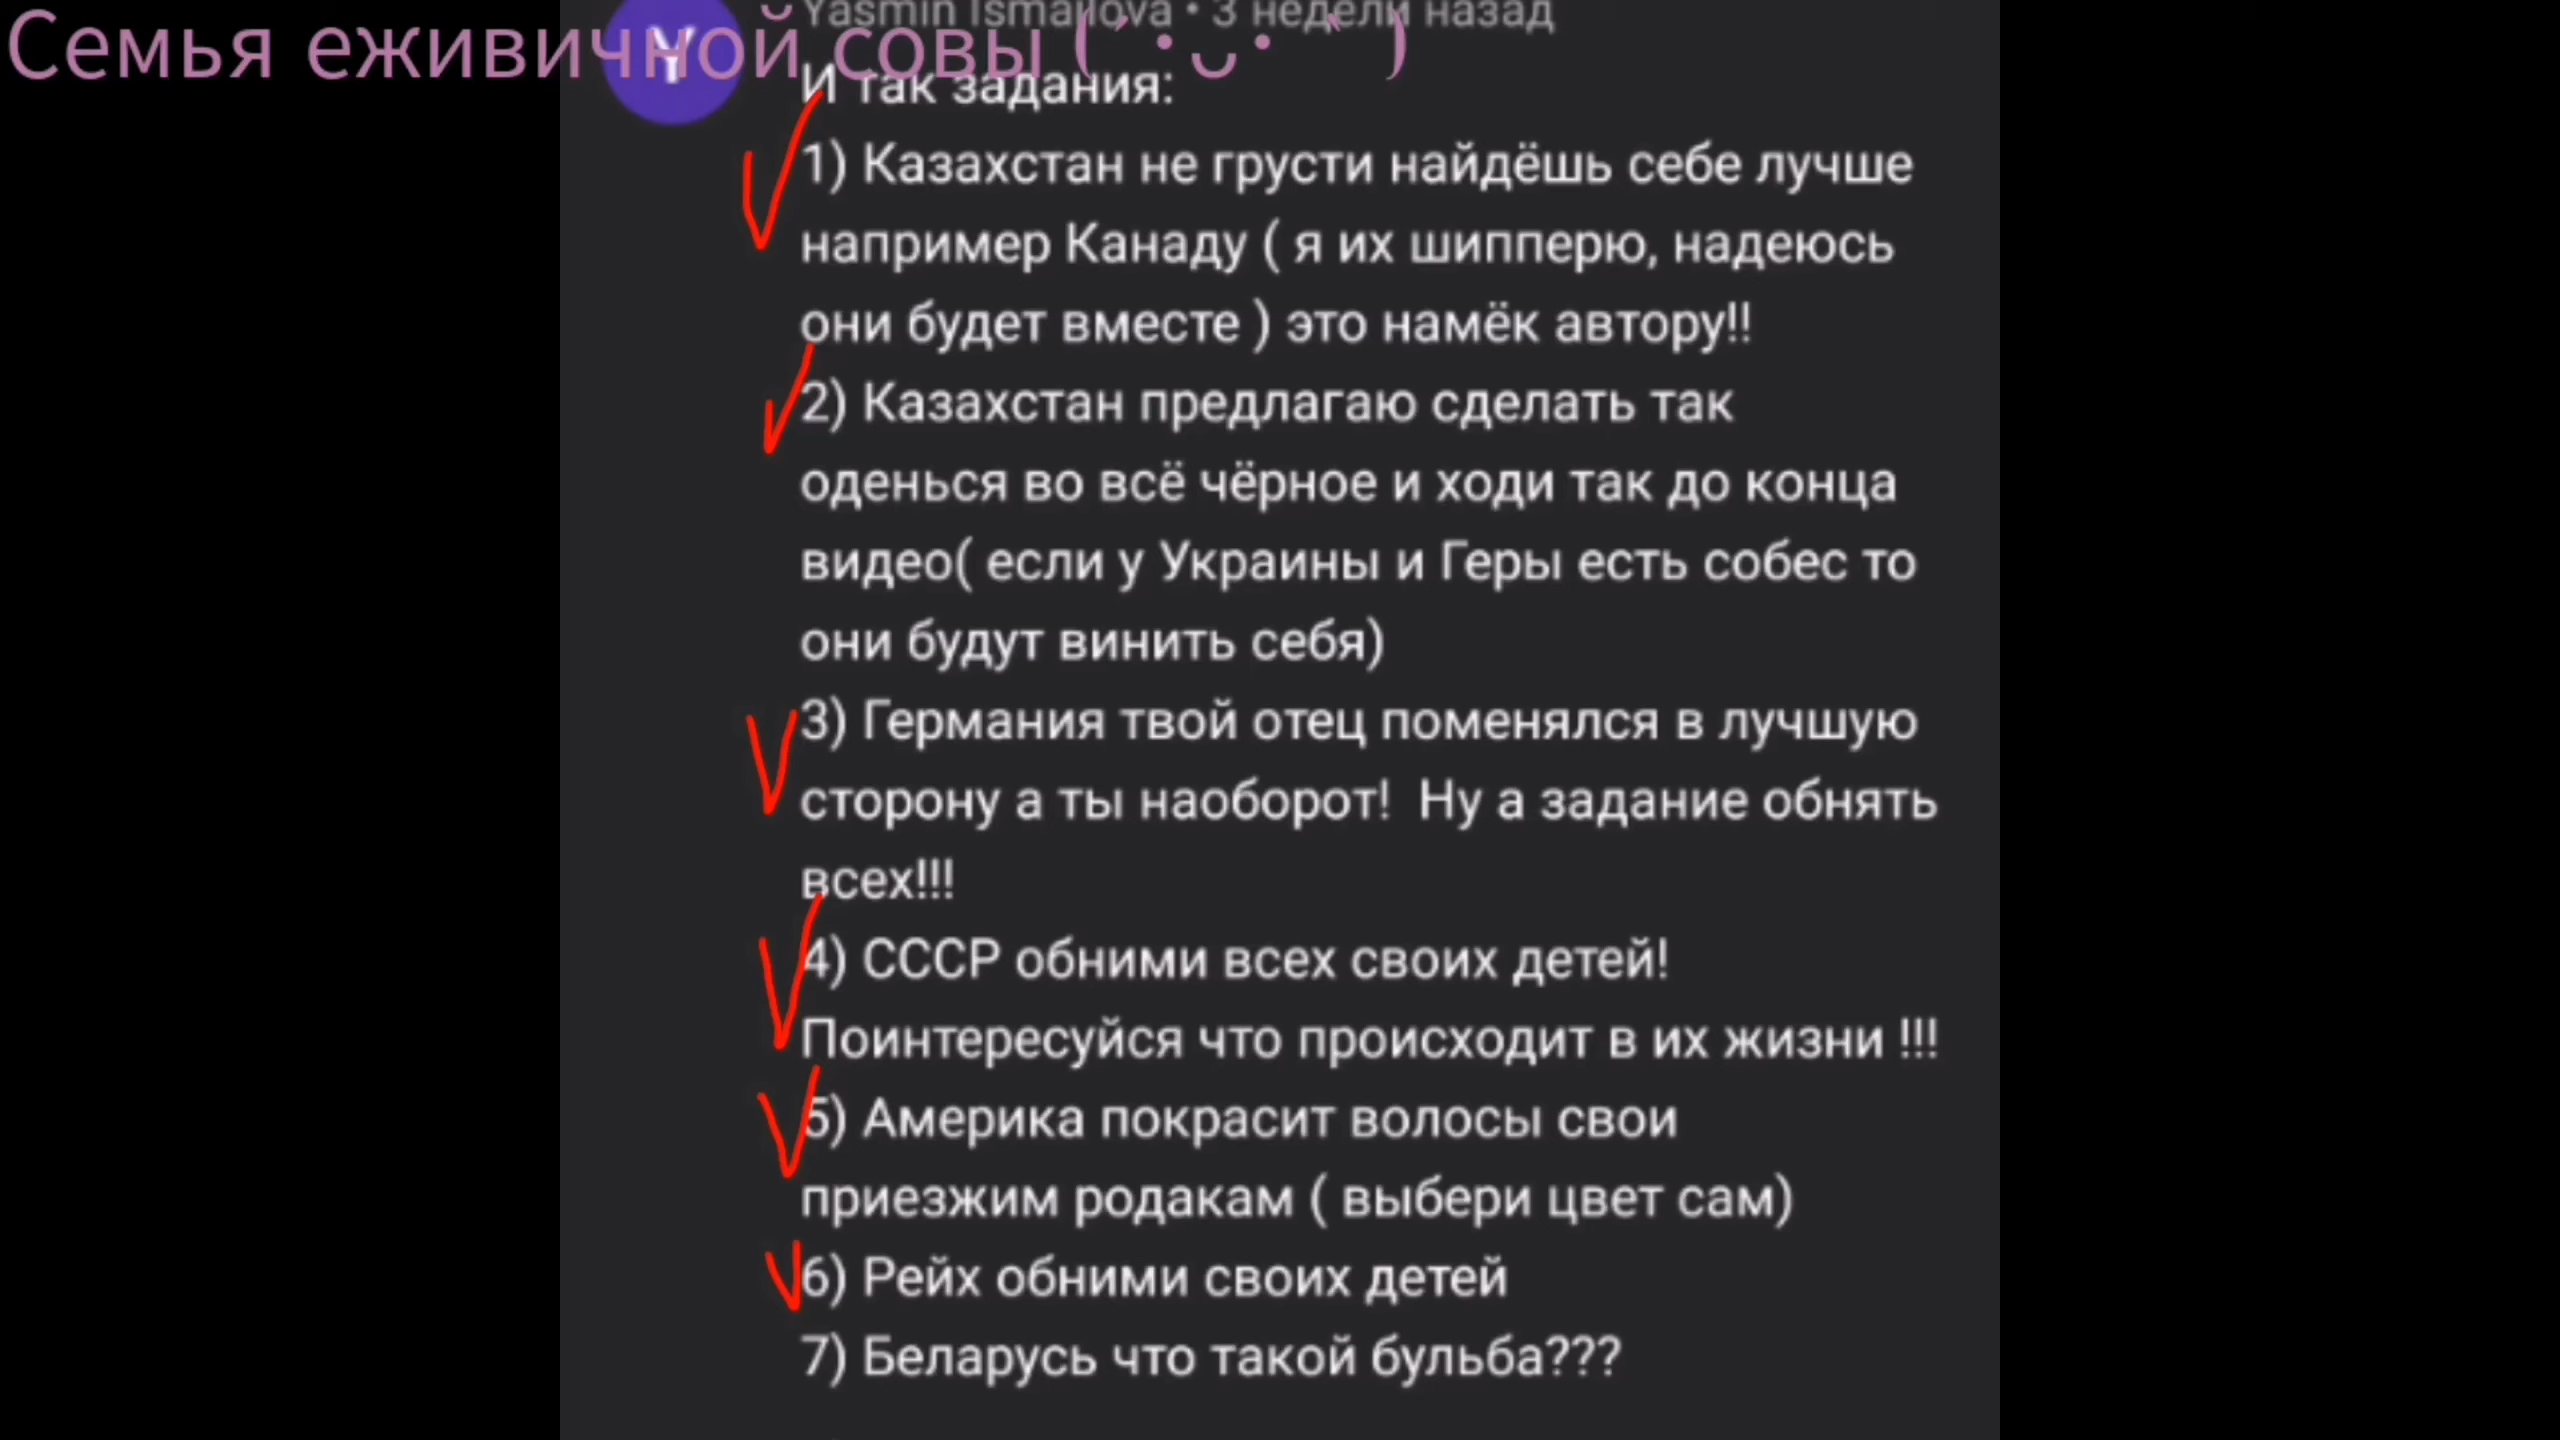 Yasmin Ismailova • 3 недели назад
Семья еживичной совы (´•ᴗ•`)
Y
И так задания:
1) Казахстан не грусти найдёшь себе лучше
например Канаду ( я их шипперю, надеюсь
они будет вместе ) это намёк автору!!
2) Казахстан предлагаю сделать так
оденься во всё чёрное и ходи так до конца
видео( если у Украины и Геры есть собес то
они будут винить себя)
3) Германия твой отец поменялся в лучшую
сторону а ты наоборот! Ну а задание обнять
всех!!!
4) СССР обними всех своих детей!
Поинтересуйся что происходит в их жизни !!!
5) Америка покрасит волосы свои
приезжим родакам ( выбери цвет сам)
6) Рейх обними своих детей
7) Беларусь что такой бульба???